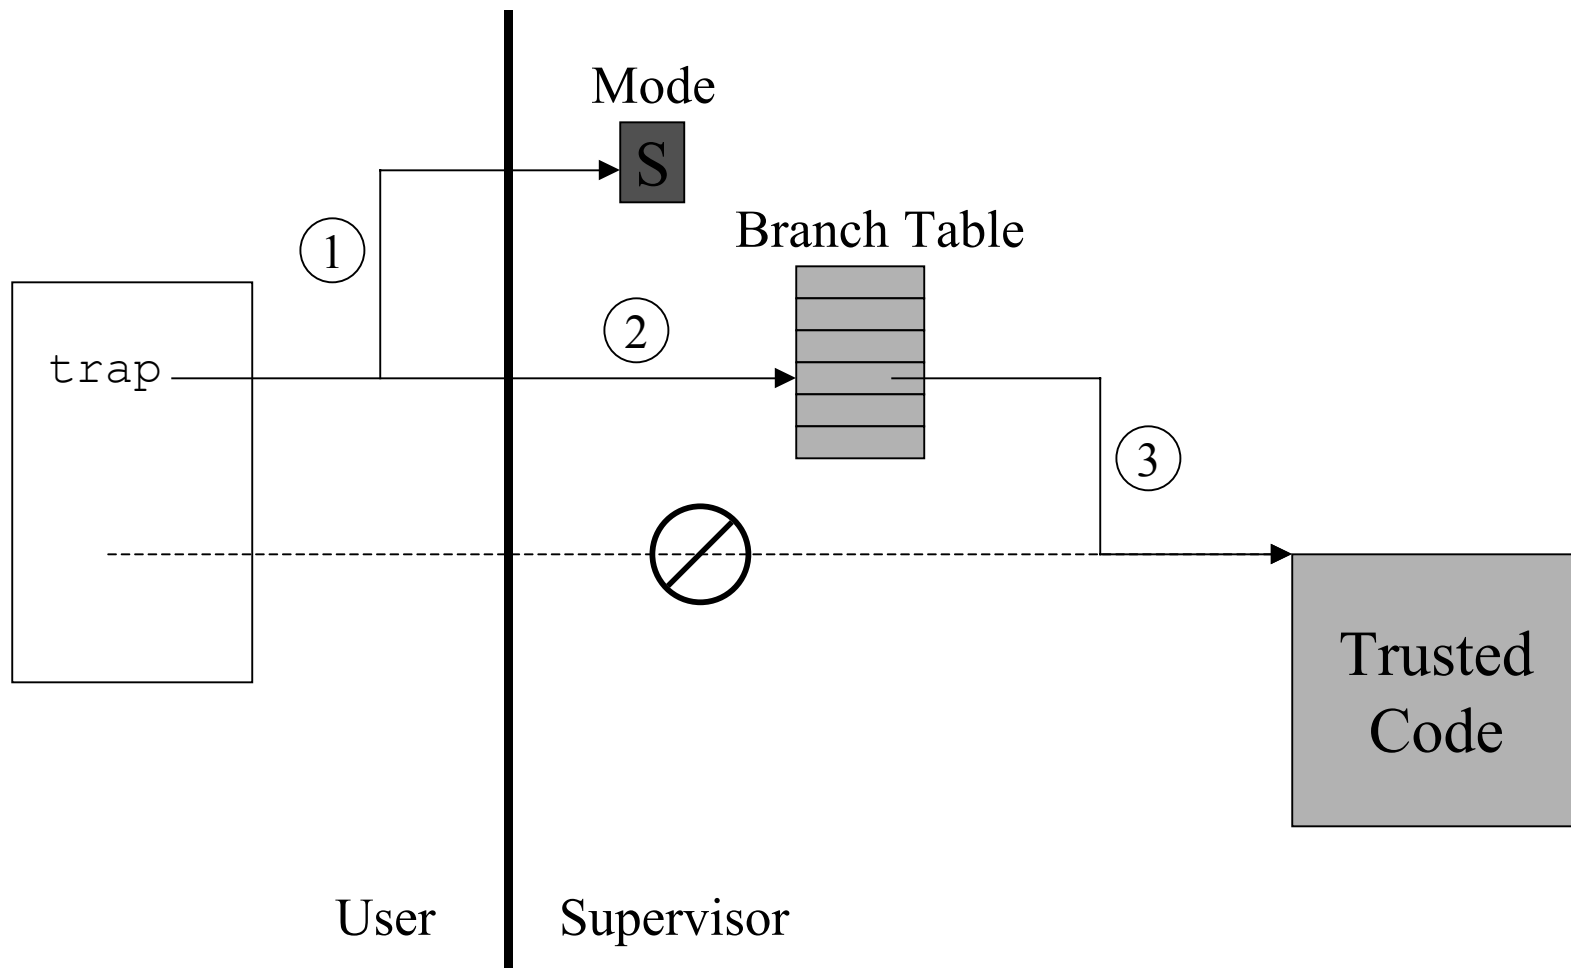 Mode
S
Branch Table
1
2
trap
3
Trusted
Code
User
Supervisor